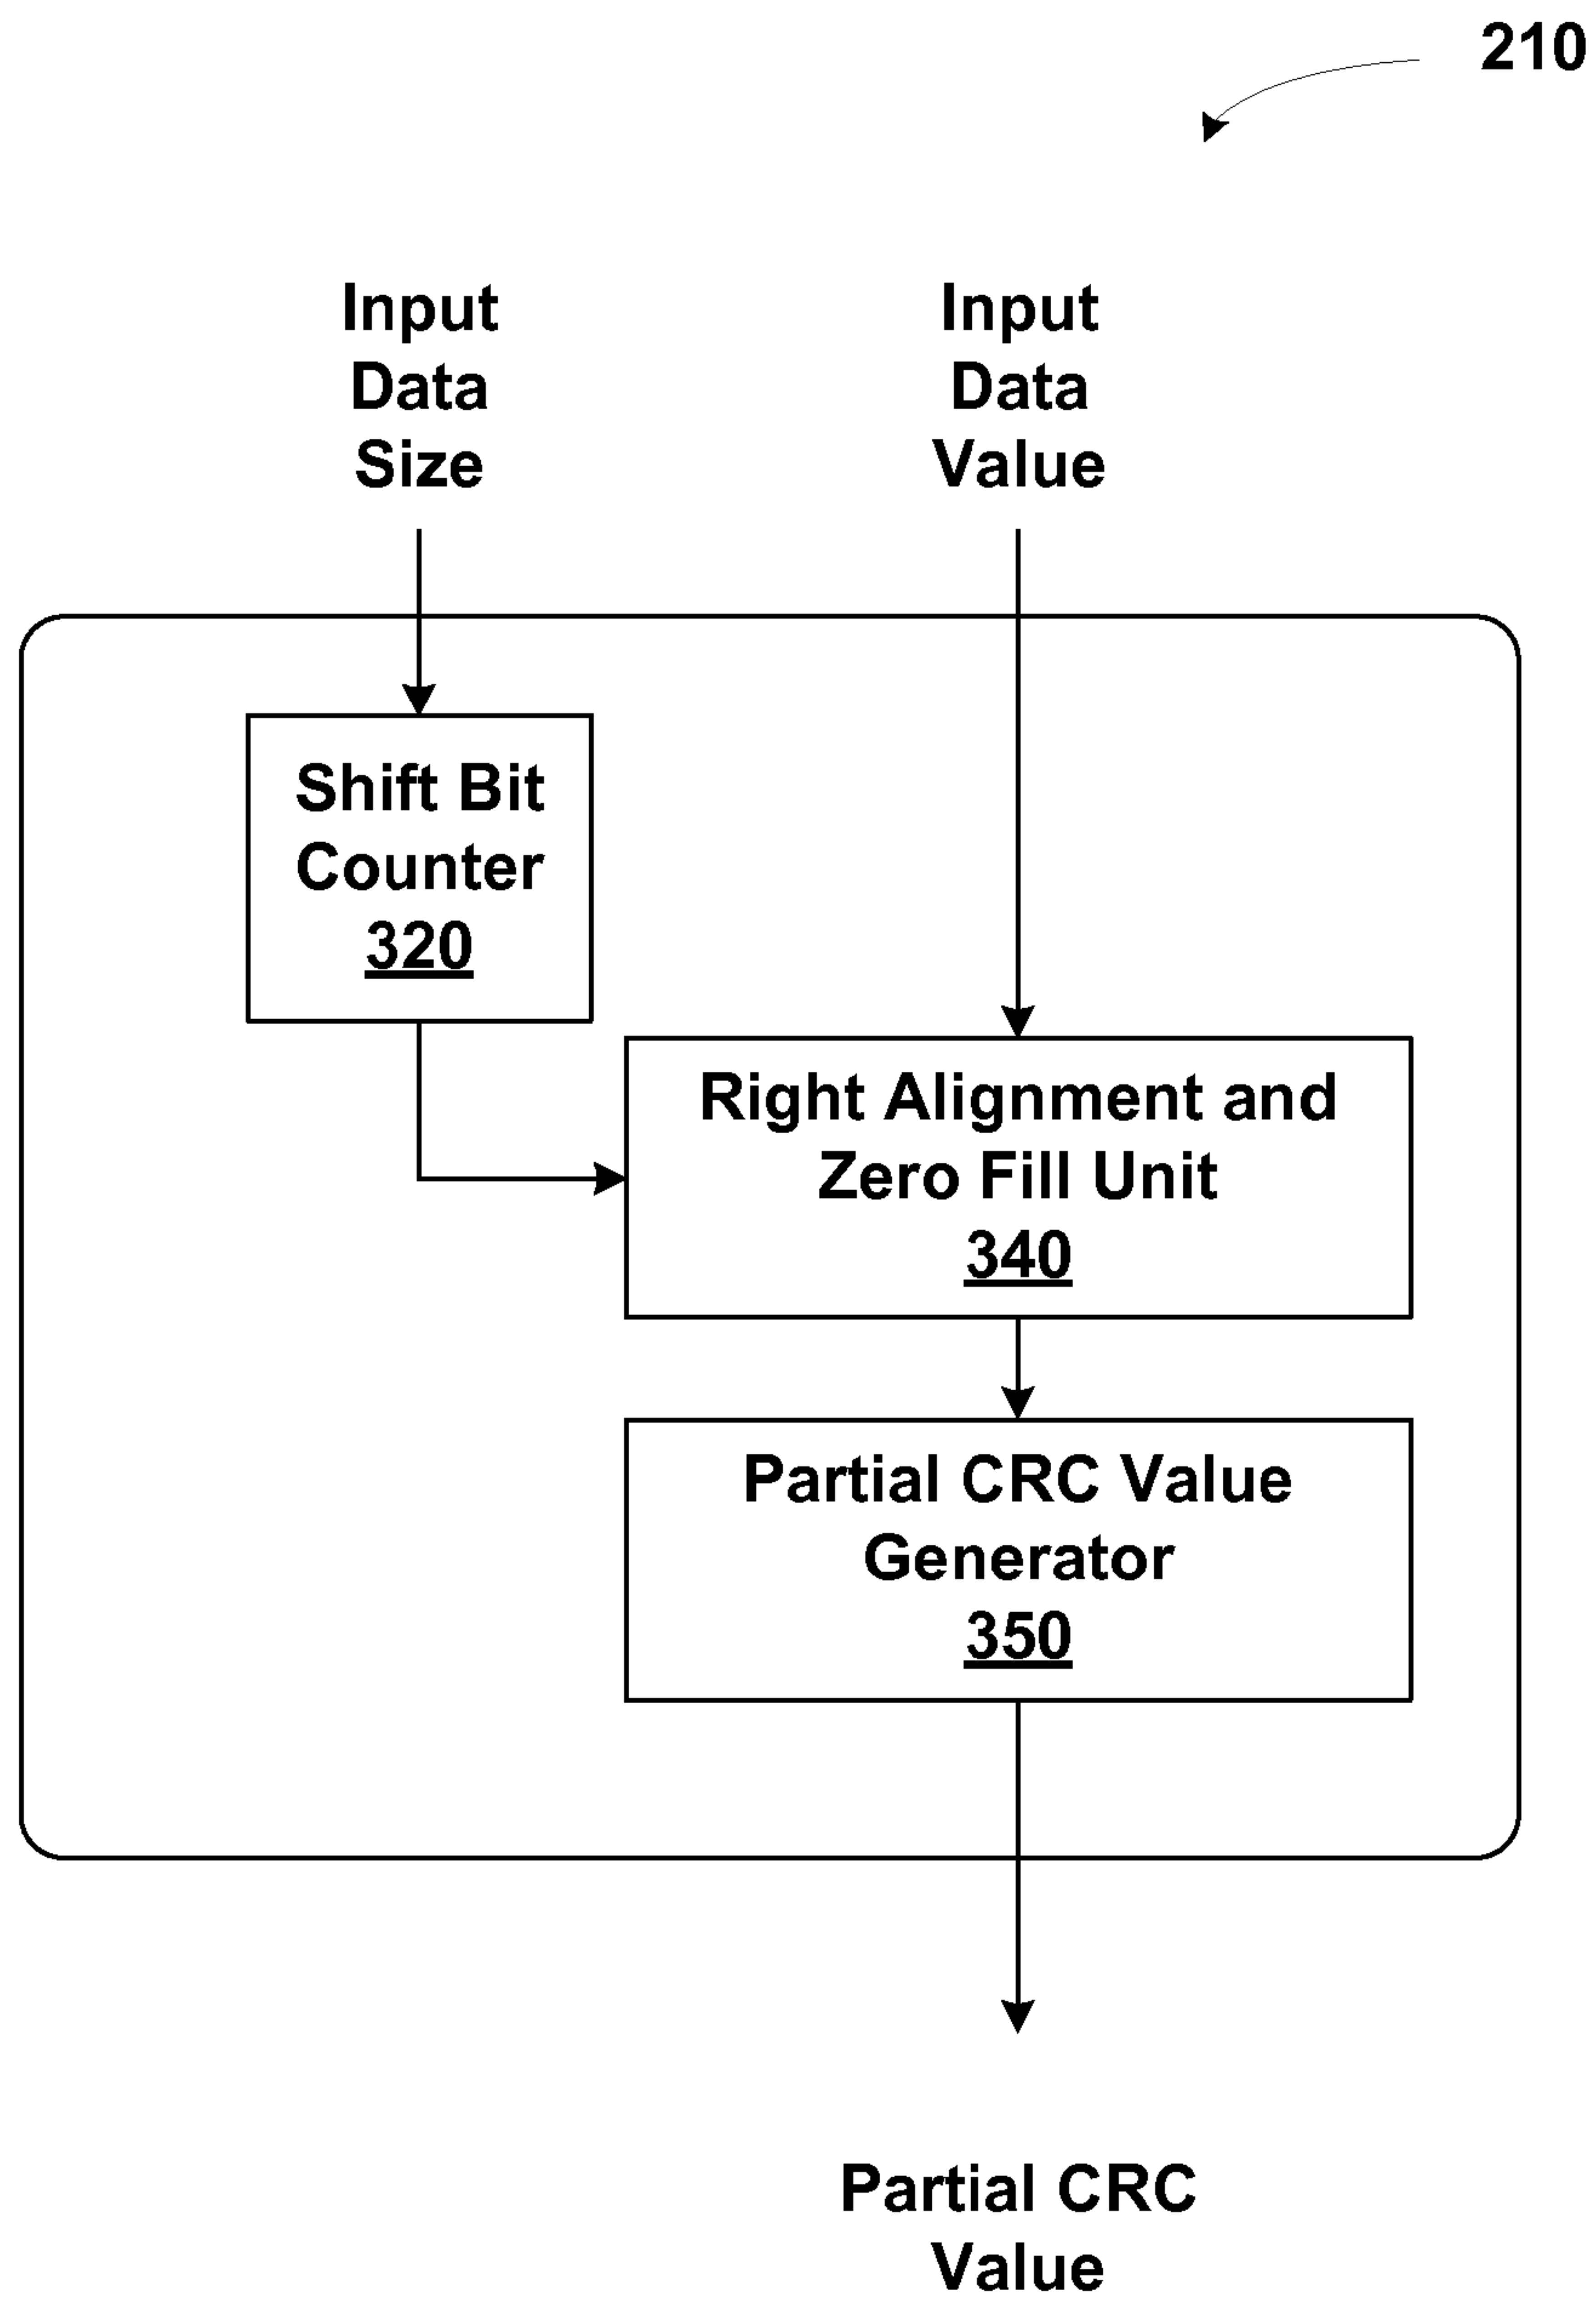 210
Input
Data
Size
Input
Data
Value
Shift Bit
Counter
320
Right Alignment and
Zero Fill Unit
340
Partial CRC Value
Generator
350
Partial CRC
Value